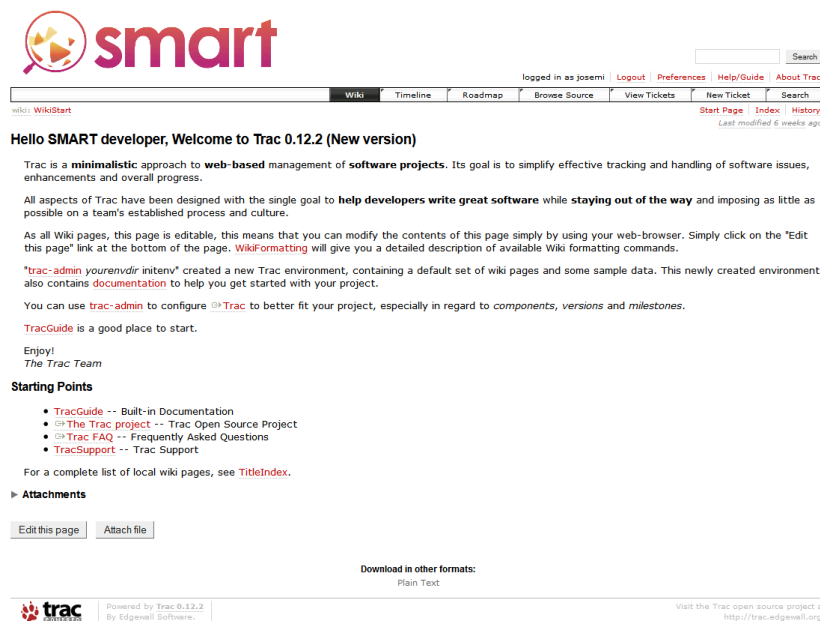 smart
Search
logged in as josemi Logout Preferences Help/Guide About Trac
Wiki Timeline Roadmap Browse Source View Tickets New Ticket Search
wiki: WikiStart Start Page Index History
Last modified 6 weeks ago
Hello SMART developer, Welcome to Trac 0.12.2 (New version)
Trac is a minimalistic approach to web-based management of software projects. Its goal is to simplify effective tracking and handling of software issues,
enhancements and overall progress.
All aspects of Trac have been designed with the single goal to help developers write great software while staying out of the way and imposing as little as
possible on a team's established process and culture.
As all Wiki pages, this page is editable, this means that you can modify the contents of this page simply by using your web-browser. Simply click on the "Edit
this page" link at the bottom of the page. WikiFormatting will give you a detailed description of available Wiki formatting commands.
"trac-admin yourenvdir initenv" created a new Trac environment, containing a default set of wiki pages and some sample data. This newly created environment
also contains documentation to help you get started with your project.
You can use trac-admin to configure Trac to better fit your project, especially in regard to components, versions and milestones.
TracGuide is a good place to start.
Enjoy!
The Trac Team
Starting Points
• TracGuide -- Built-in Documentation
• The Trac project -- Trac Open Source Project
• Trac FAQ -- Frequently Asked Questions
• TracSupport -- Trac Support
For a complete list of local wiki pages, see TitleIndex.
Attachments
Edit this page Attach file
Download in other formats:
Plain Text
trac POWERED
Powered by Trac 0.12.2
By Edgewall Software.
Visit the Trac open source project a
http://trac.edgewall.org